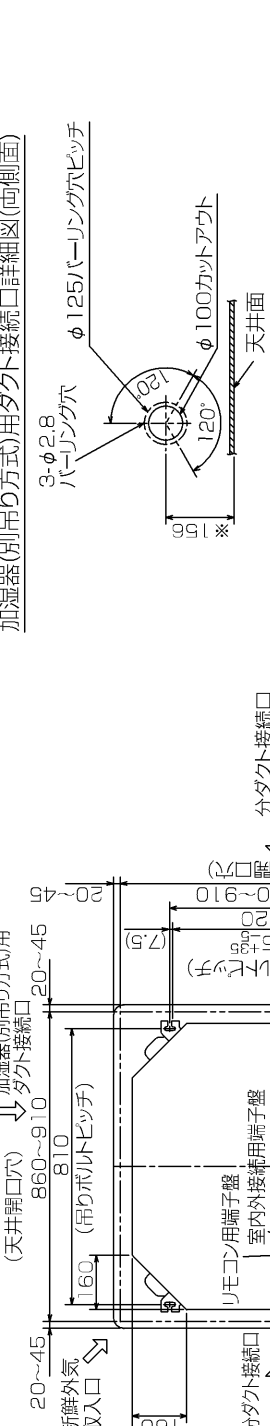 加湿器(別吊り方式)用ダクト接続口詳細図(両側面)
3-φ2.8
バーリング穴
φ125バーリング穴ピッチ
120°
120°
φ100カットアウト
天井面
※156
加湿器(別吊り方式)用
ダクト接続口
(天井開口穴)
860~910
20~45
20~45
20~45
810
(吊りボルトピッチ)
160
新鮮外気
取入口
(7.5)
リモコン用端子盤
室内外接続用端子盤
分ダクト接続口
分ダクト接続口